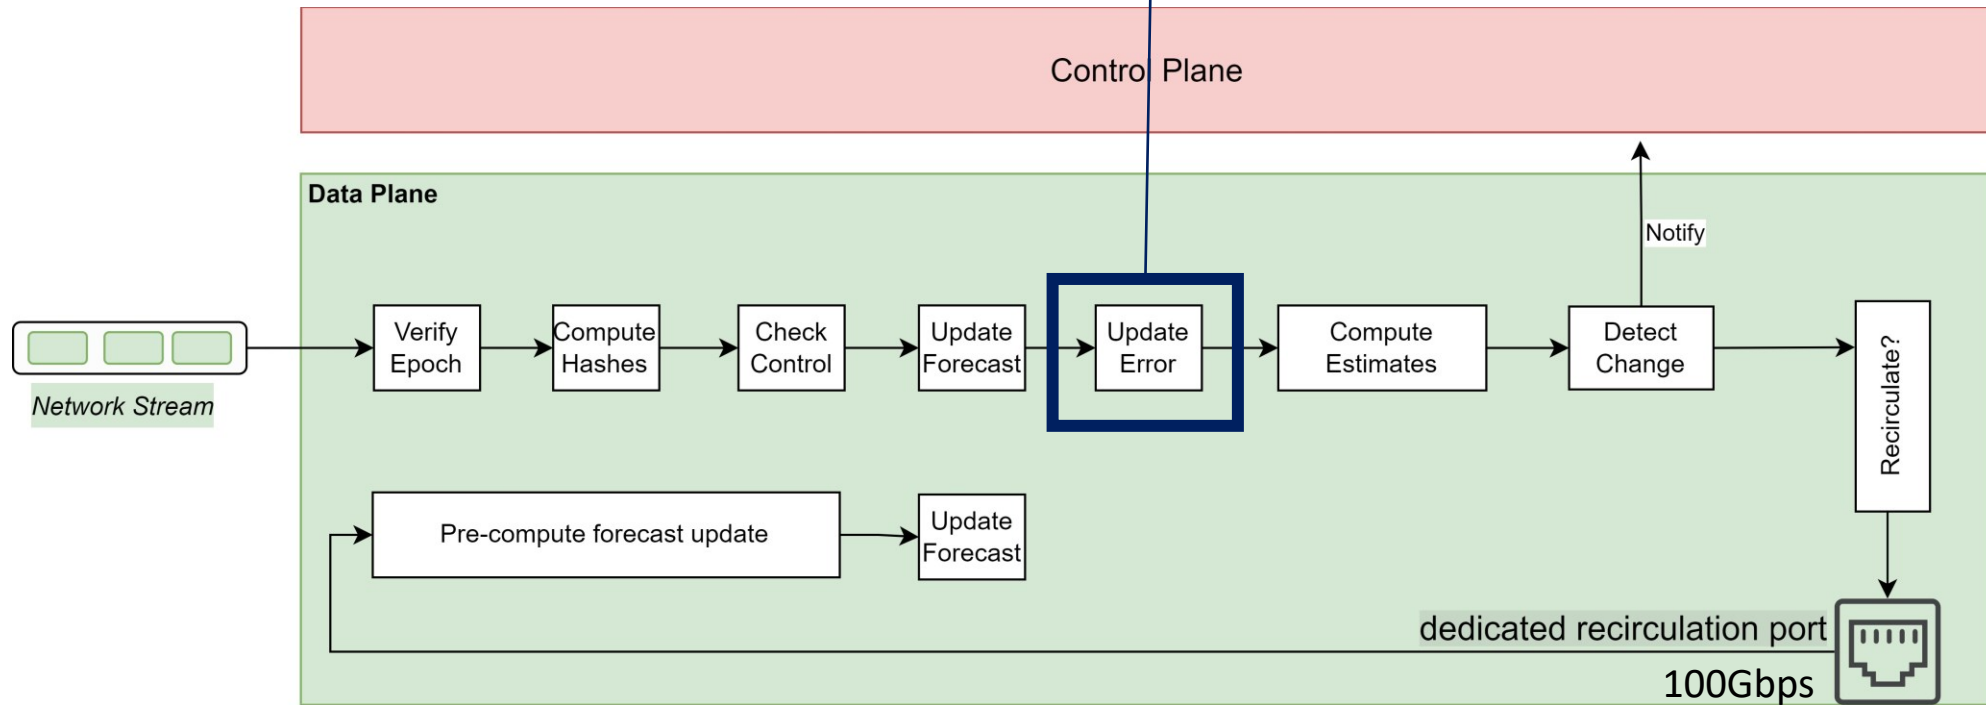 Control Plane
Data Plane
Notify
Verify
Epoch
Compute
Hashes
Check
Control
Update
Forecast
Update
Error
Compute
Estimates
Detect
Change
Recirculate?
Network Stream
Pre-compute forecast update
Update
Forecast
dedicated recirculation port
100Gbps